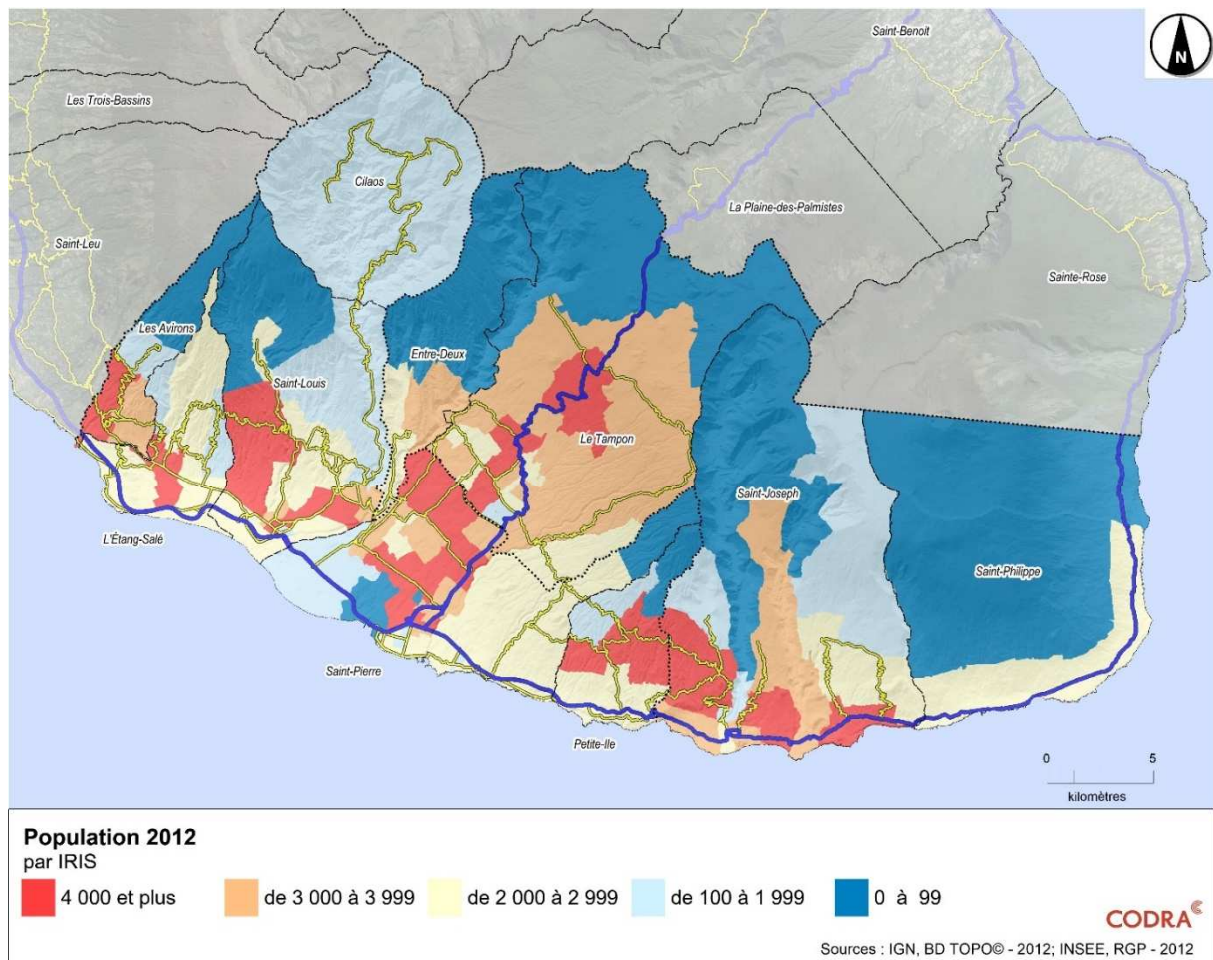 Saint-Benoit
N
Les Trois-Bassins
Cilaos
La Plaine-des-Palmistes
Saint-Leu
Sainte-Rose
Les Avirons
Entre-Deux
Saint-Louis
Le Tampon
Saint-Joseph
L'Étang-Salé
Saint-Philippe
Saint-Pierre
Petite-Ile
0 5
kilomètres
Population 2012
par IRIS
4 000 et plus
de 3 000 à 3 999
de 2 000 à 2 999
de 100 à 1 999
0 à 99
CODRA
Sources : IGN, BD TOPO© - 2012; INSEE, RGP - 2012